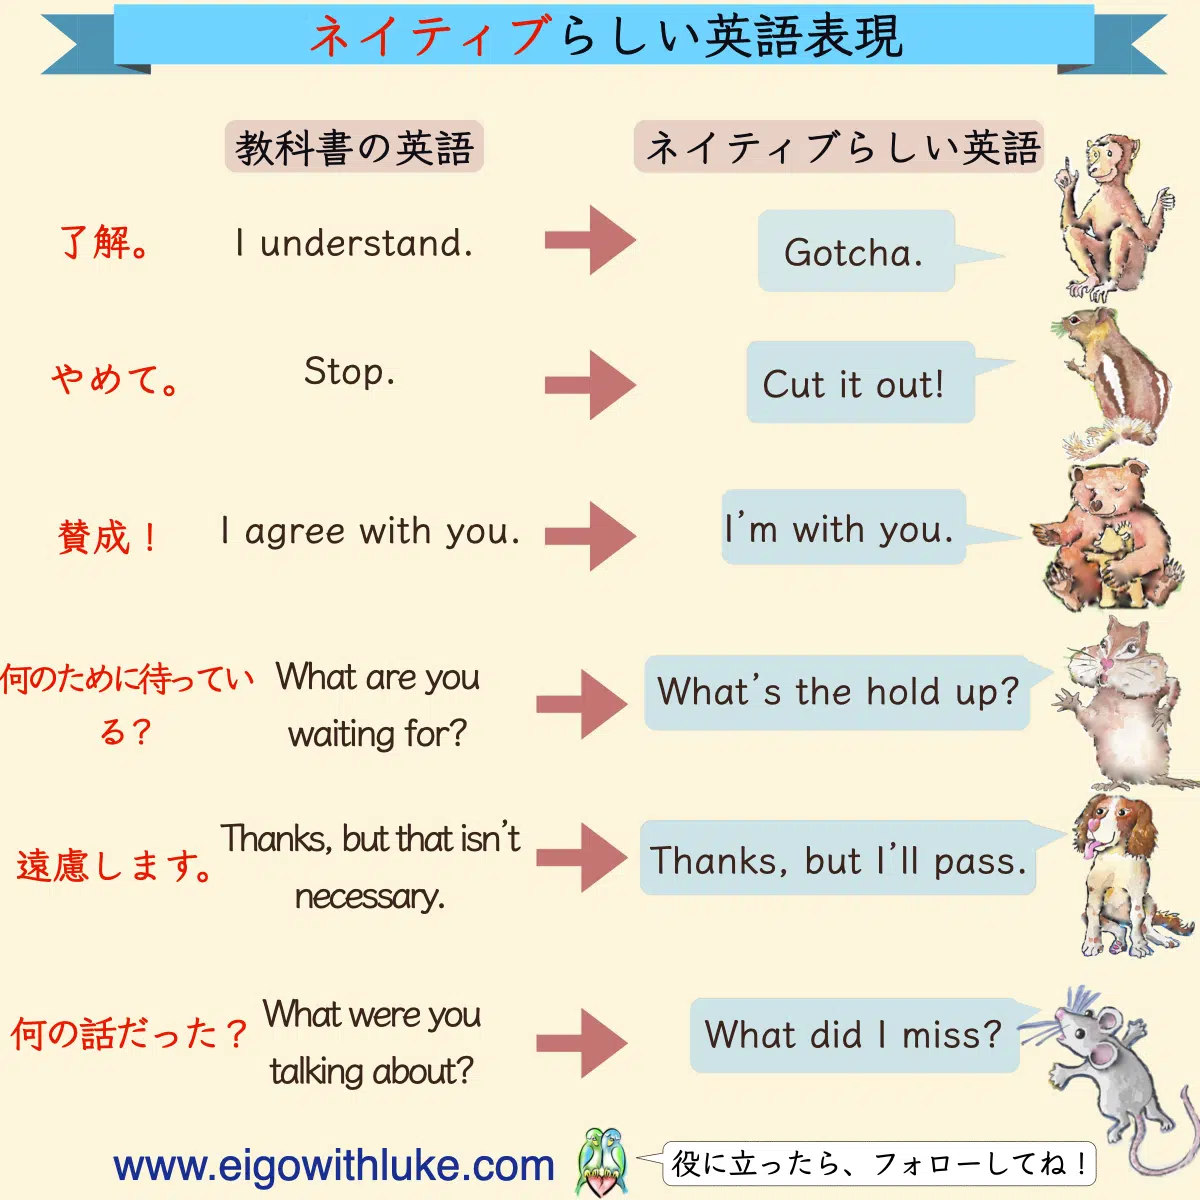 ネイティブらしい英語表現
教科書の英語
ネイティブらしい英語
了解。
I understand.
Gotcha.
やめて。
Stop.
Cut it out!
賛成！
I agree with you.
I'm with you.
何のために待ってい
る？
What are you
waiting for?
What's the hold up?
遠慮します。
Thanks, but that isn't
necessary.
Thanks, but I'll pass.
何の話だった？
What were you
talking about?
What did I miss?
www.eigowithluke.com
役に立ったら、フォローしてね！